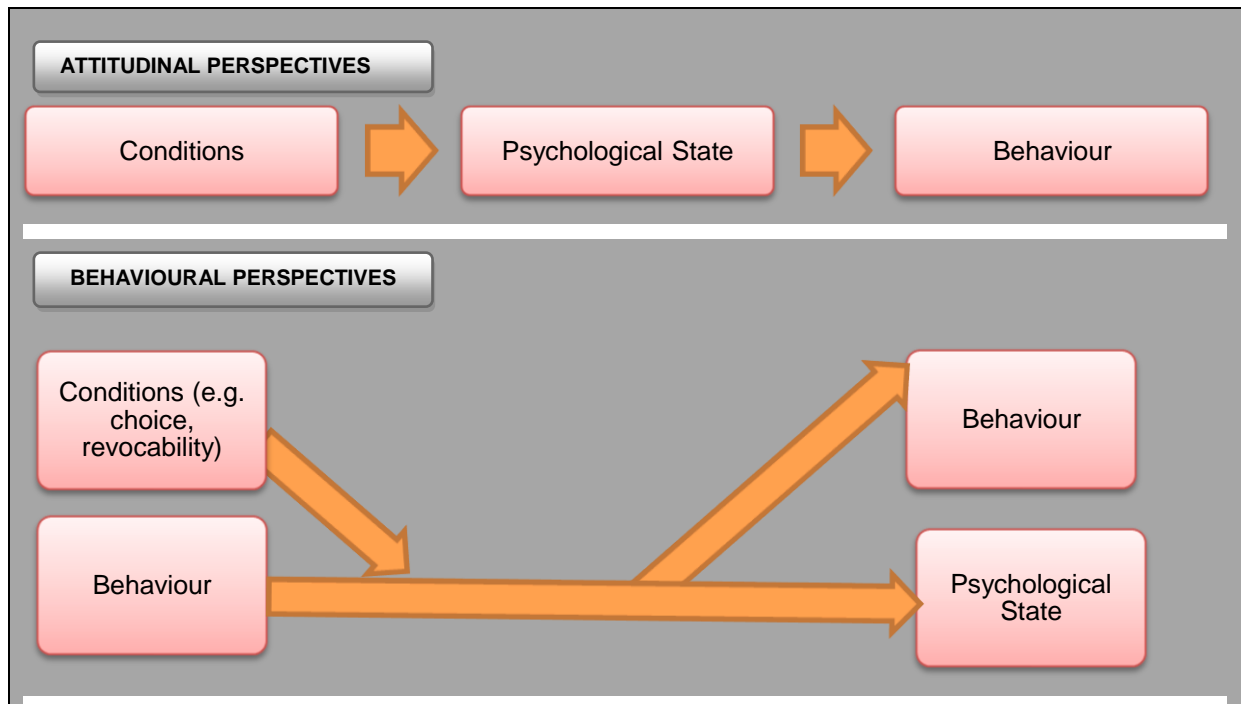 ATTITUDINAL PERSPECTIVES
Conditions
Psychological State
Behaviour
BEHAVIOURAL PERSPECTIVES
Conditions (e.g.
choice,
revocability)
Behaviour
Behaviour
Psychological
State